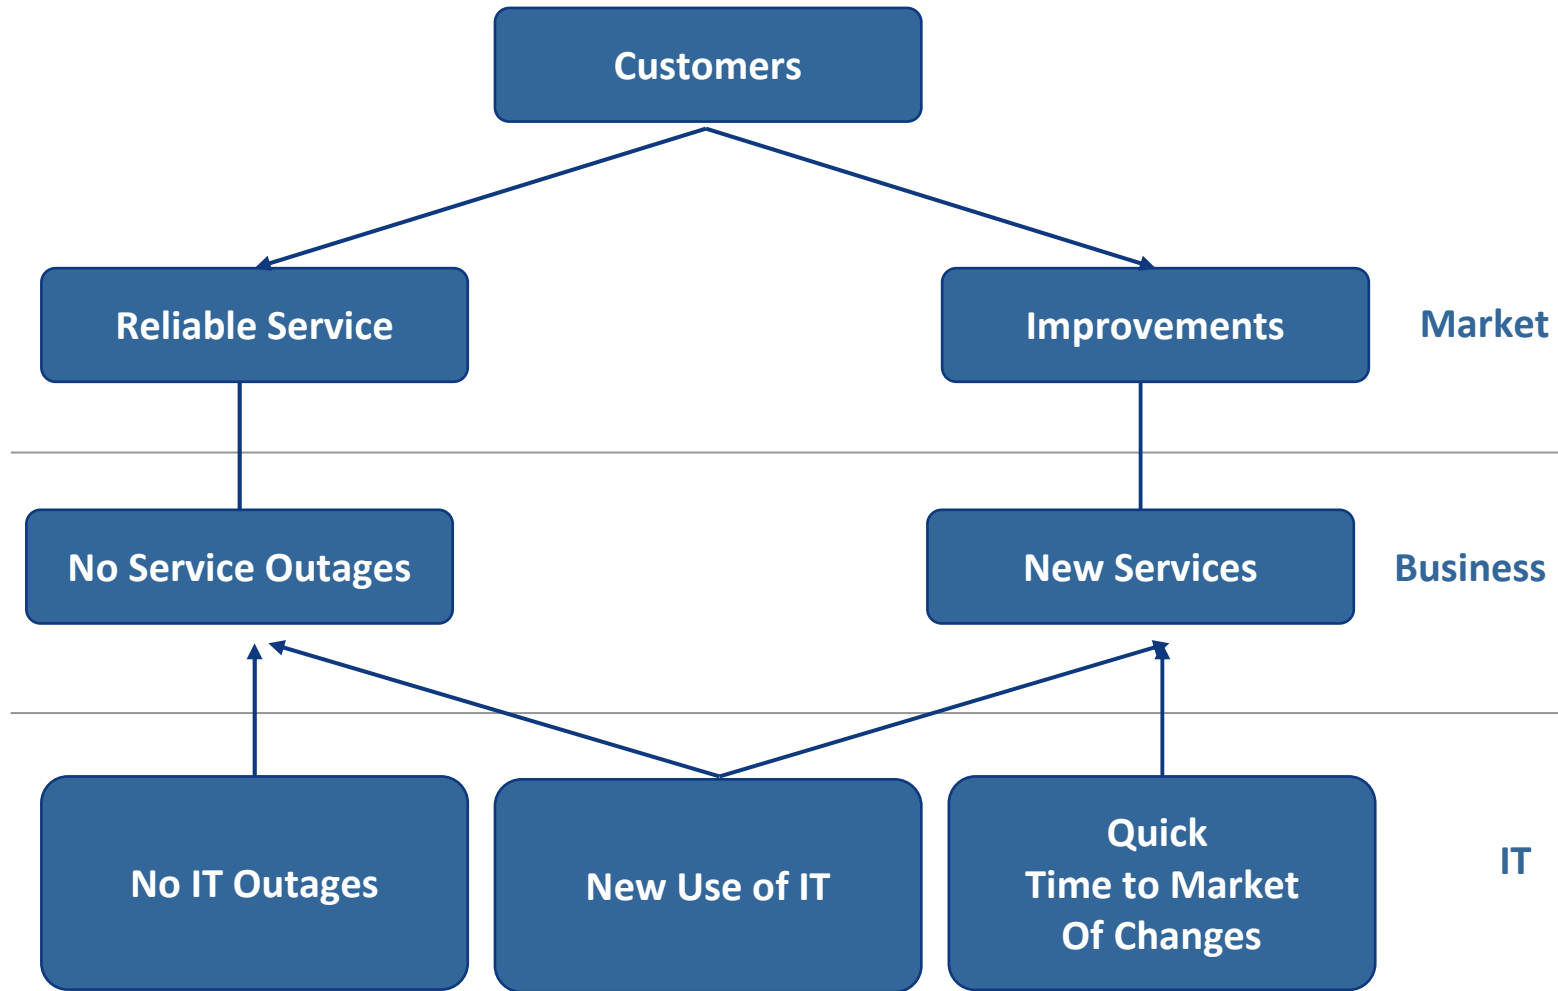 Customers
Reliable Service
Improvements
Market
No Service Outages
New Services
Business
No IT Outages
New Use of IT
Quick
Time to Market
Of Changes
IT